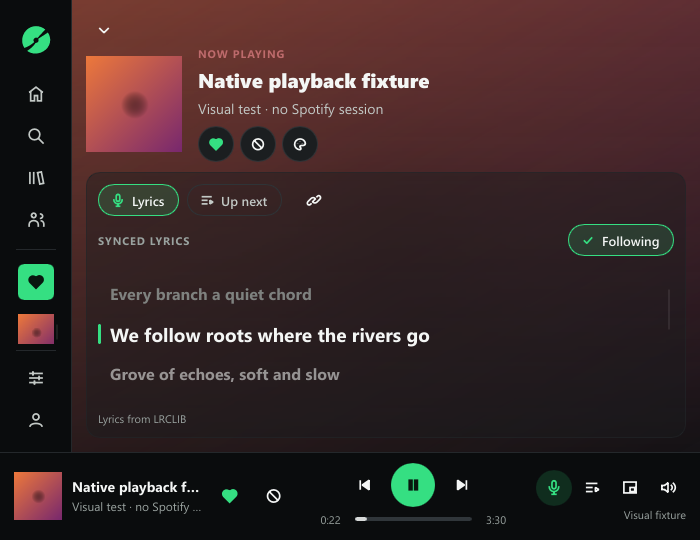 NOW PLAYING
Native playback fixture
Visual test · no Spotify session
Lyrics
Up next
SYNCED LYRICS
Following
Every branch a quiet chord
We follow roots where the rivers go
Grove of echoes, soft and slow
Lyrics from LRCLIB
Native playback f...
Visual test · no Spotify ...
0:22
3:30
Visual fixture